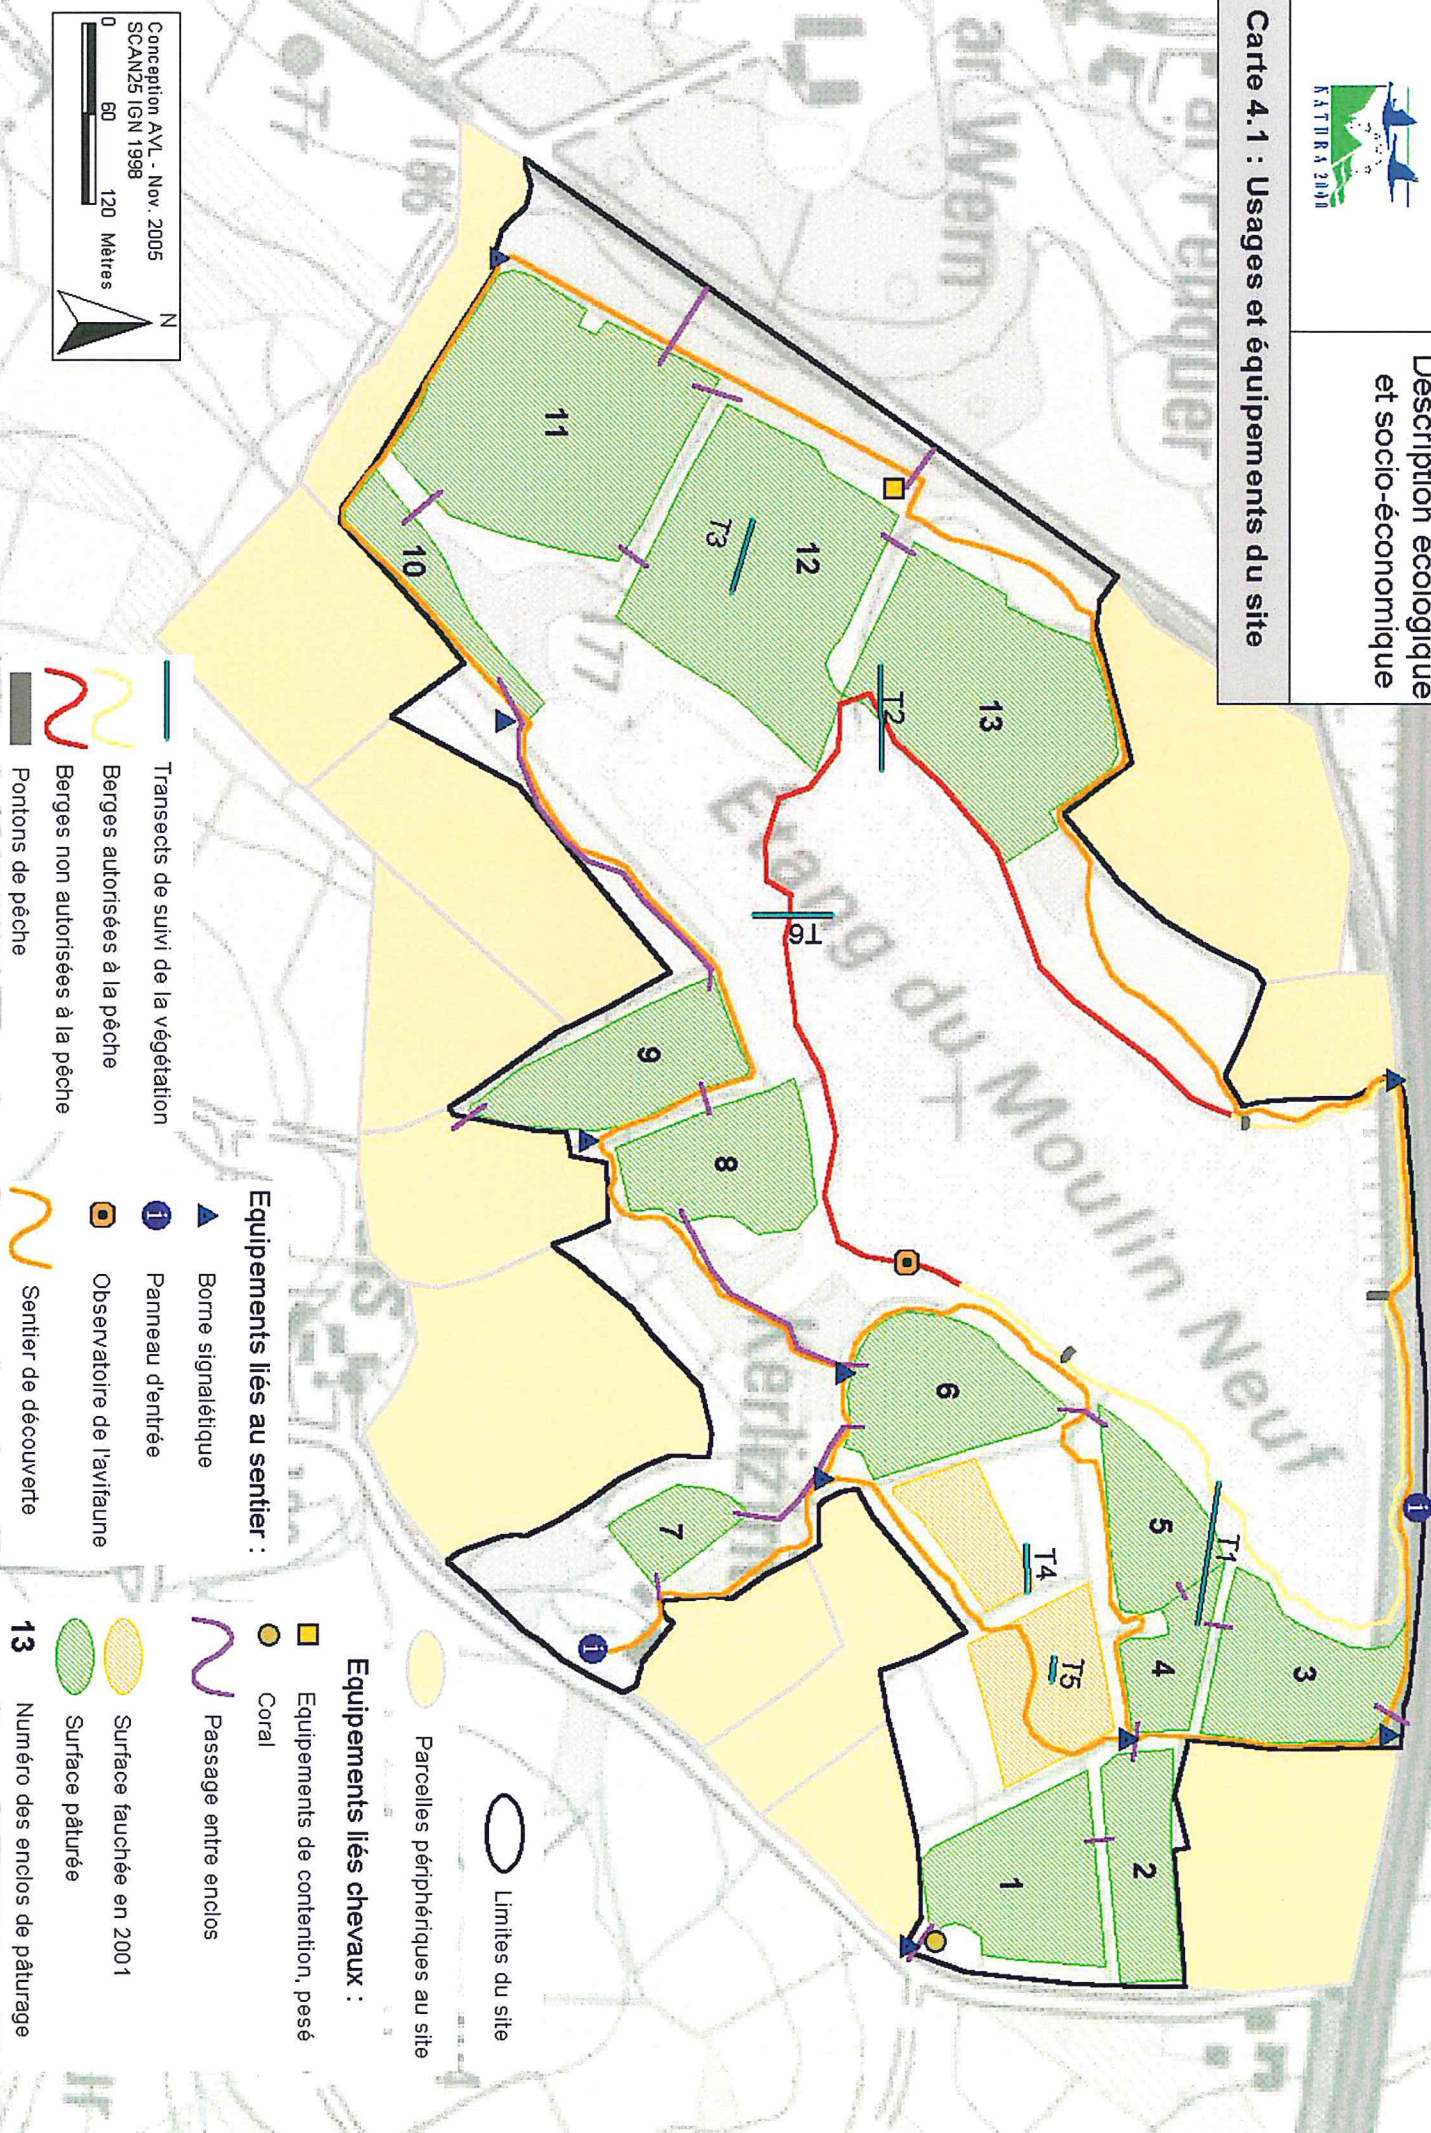 NATURA 2000
Description écologique
et socio-économique
Carte 4.1 : Usages et équipements du site
ar Wern
186
Etang du Moulin Neuf
11
12
13
10
9
8
7
6
5
4
3
2
1
T3
T2
T6
T1
T4
T5
77
i
i
Conception AVL - Nov. 2005
SCAN25 IGN 1998
0 60 120 Mètres
N
Transects de suivi de la végétation
Berges autorisées à la pêche
Berges non autorisées à la pêche
Pontons de pêche
Equipements liés au sentier :
Borne signalétique
i Panneau d'entrée
Observatoire de l'avifaune
Sentier de découverte
Limites du site
Parcelles périphériques au site
Equipements liés chevaux :
Equipements de contention, pesé
Coral
Passage entre enclos
Surface fauchée en 2001
Surface pâturée
13 Numéro des enclos de pâturage